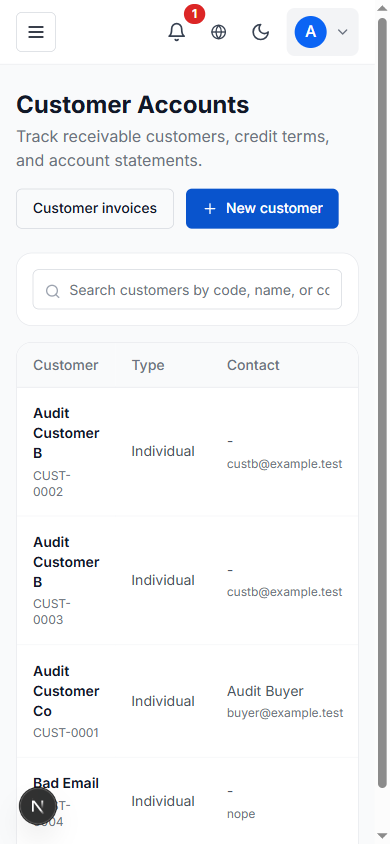 1
A
Customer Accounts
Track receivable customers, credit terms,
and account statements.
Customer invoices
+ New customer
Search customers by code, name, or cc
Customer Type Contact
Audit
Customer
B
CUST-
0002
Individual
-
custb@example.test
Audit
Customer
B
CUST-
0003
Individual
-
custb@example.test
Audit
Customer
Co
CUST-0001
Individual
Audit Buyer
buyer@example.test
Bad Email
Individual
-
nope
N